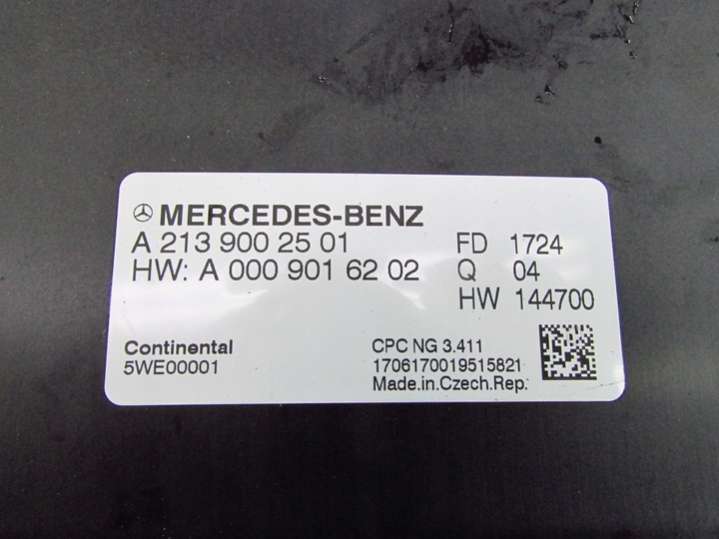 MERCEDES-BENZ
A 213 900 25 01 FD 1724
HW: A 000 901 62 02 Q 04
HW 144700
Continental CPC NG 3.411
5WE00001 1706170019515821
Made.in.Czech.Rep.